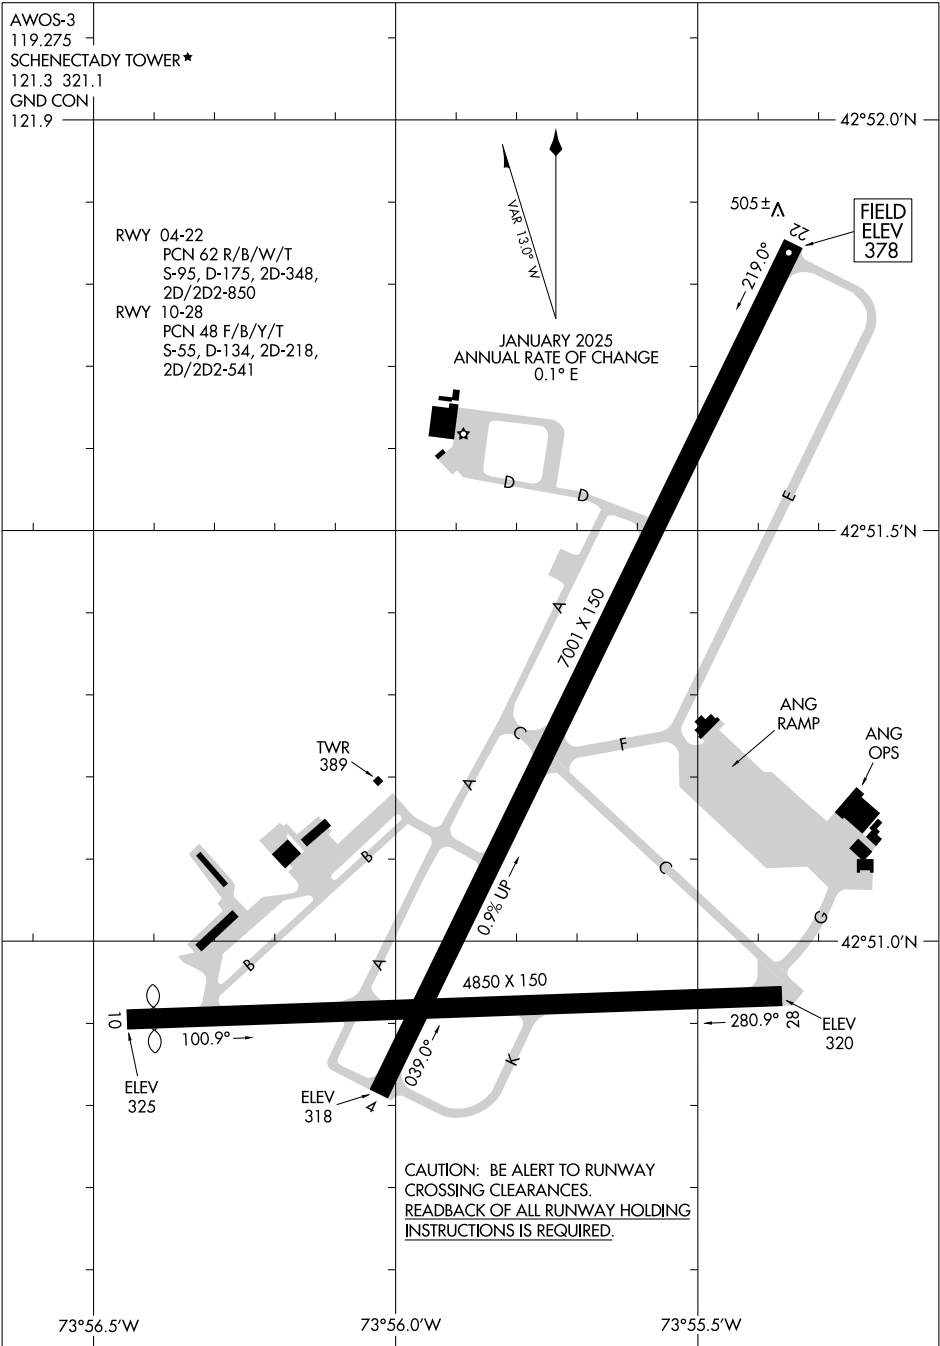 AWOS-3
119.275
SCHENECTADY TOWER★
121.3 321.1
GND CON
121.9
42°52.0'N
RWY 04-22
PCN 62 R/B/W/T
S-95, D-175, 2D-348,
2D/2D2-850
RWY 10-28
PCN 48 F/B/Y/T
S-55, D-134, 2D-218,
2D/2D2-541
VAR 13.0° W
JANUARY 2025
ANNUAL RATE OF CHANGE
0.1° E
505±
22
FIELD
ELEV
378
219.0°
D
D
E
42°51.5'N
A
7001 X 150
ANG
RAMP
C
F
ANG
OPS
TWR
389
A
B
C
0.9% UP
G
42°51.0'N
B
A
4850 X 150
10
100.9°
280.9°
28
ELEV
320
039.0°
K
ELEV
325
ELEV
318
4
CAUTION: BE ALERT TO RUNWAY
CROSSING CLEARANCES.
READBACK OF ALL RUNWAY HOLDING
INSTRUCTIONS IS REQUIRED.
73°56.5'W
73°56.0'W
73°55.5'W